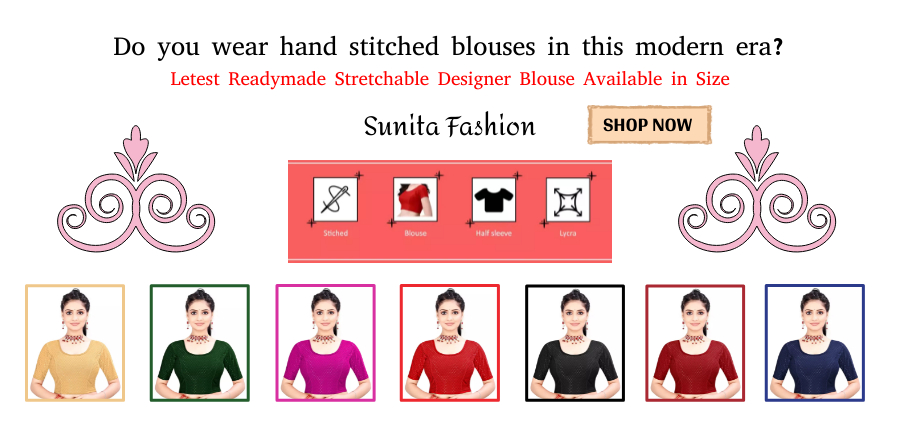 Do you wear hand stitched blouses in this modern era?
Letest Readymade Stretchable Designer Blouse Available in Size
Sunita Fashion
SHOP NOW
Stiched Blouse Half sleeve Lycra